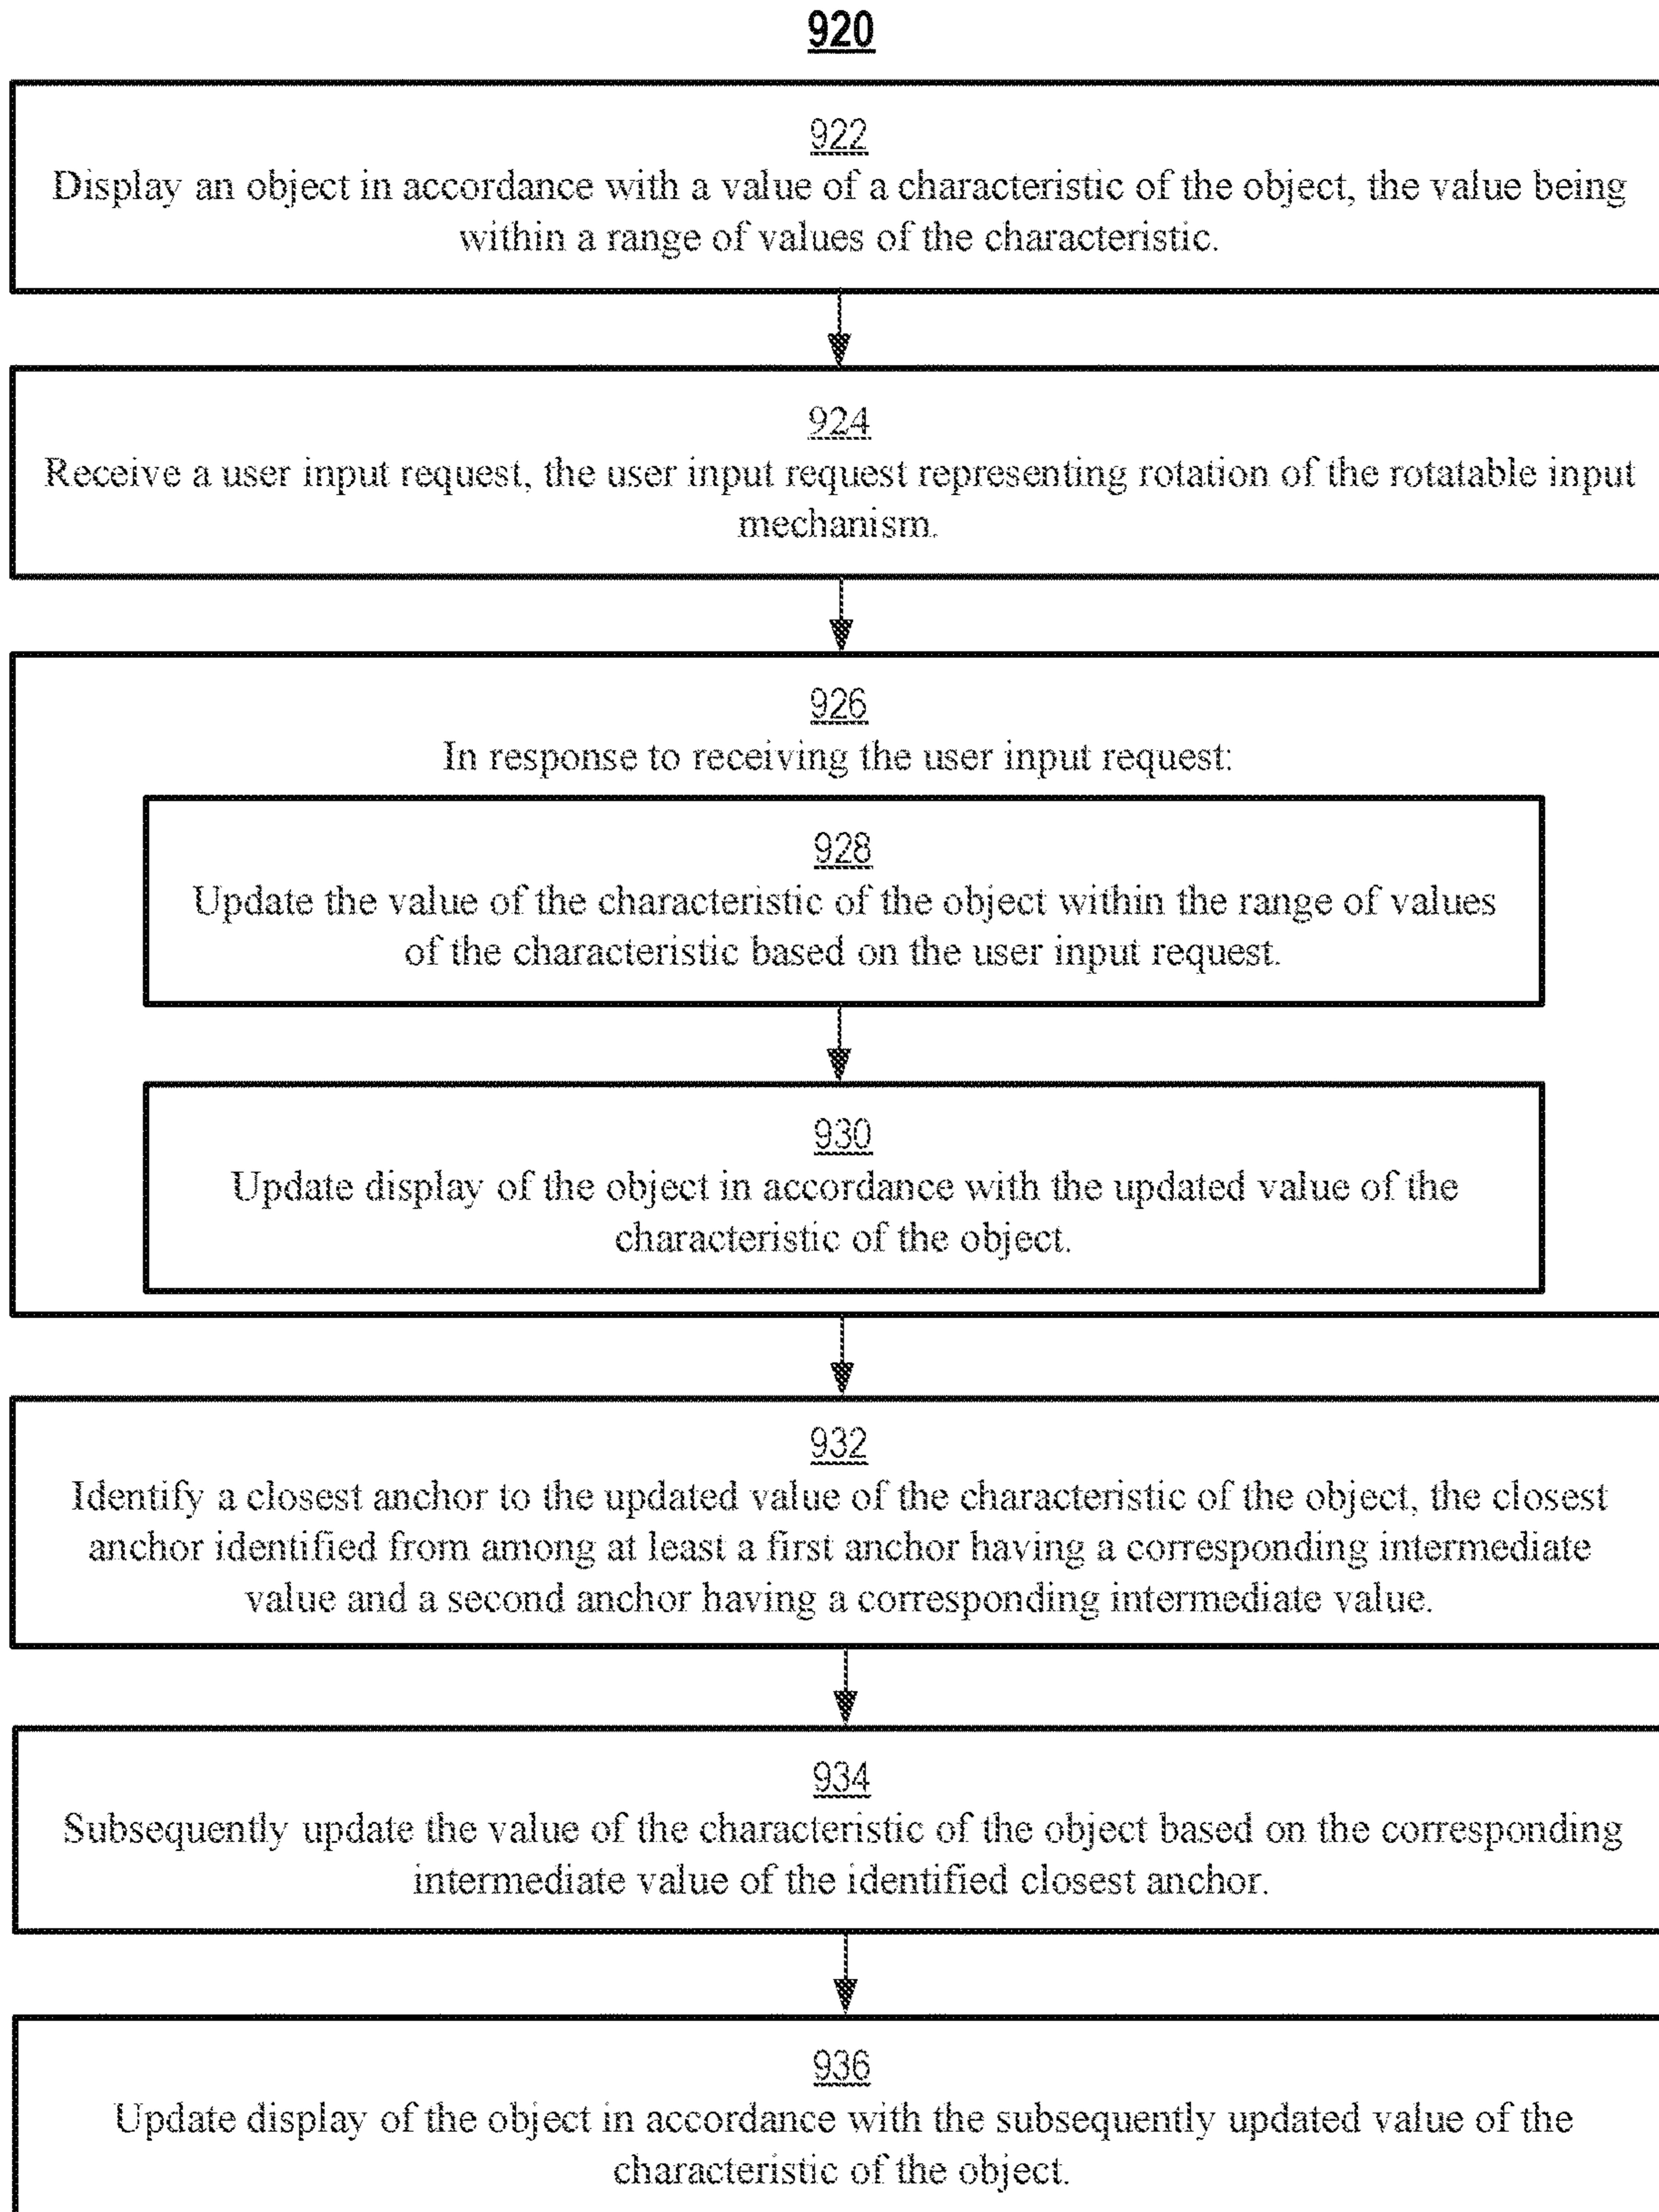 920
922
Display an object in accordance with a value of a characteristic of the object, the value being
within a range of values of the characteristic.
924
Receive a user input request, the user input request representing rotation of the rotatable input
mechanism.
926
In response to receiving the user input request:
928
Update the value of the characteristic of the object within the range of values
of the characteristic based on the user input request.
930
Update display of the object in accordance with the updated value of the
characteristic of the object.
932
Identify a closest anchor to the updated value of the characteristic of the object, the closest
anchor identified from among at least a first anchor having a corresponding intermediate
value and a second anchor having a corresponding intermediate value.
934
Subsequently update the value of the characteristic of the object based on the corresponding
intermediate value of the identified closest anchor.
936
Update display of the object in accordance with the subsequently updated value of the
characteristic of the object.